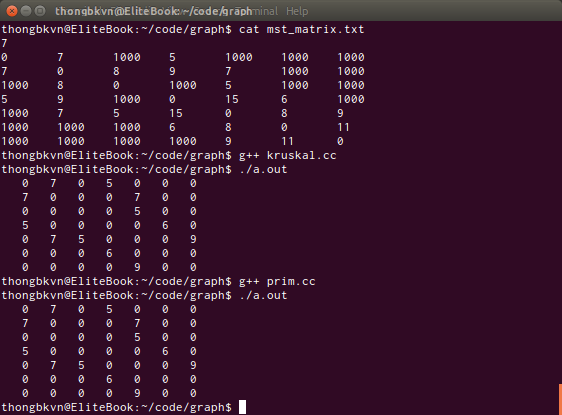 thongbkvn@EliteBook:~/code/graph Terminal Help
thongbkvn@EliteBook:~/code/graph$ cat mst_matrix.txt
7
0 7 1000 5 1000 1000 1000
7 0 8 9 7 1000 1000
1000 8 0 1000 5 1000 1000
5 9 1000 0 15 6 1000
1000 7 5 15 0 8 9
1000 1000 1000 6 8 0 11
1000 1000 1000 1000 9 11 0
thongbkvn@EliteBook:~/code/graph$ g++ kruskal.cc
thongbkvn@EliteBook:~/code/graph$ ./a.out
0 7 0 5 0 0 0
7 0 0 0 7 0 0
0 0 0 0 5 0 0
5 0 0 0 0 6 0
0 7 5 0 0 0 9
0 0 0 6 0 0 0
0 0 0 0 9 0 0
thongbkvn@EliteBook:~/code/graph$ g++ prim.cc
thongbkvn@EliteBook:~/code/graph$ ./a.out
0 7 0 5 0 0 0
7 0 0 0 7 0 0
0 0 0 0 5 0 0
5 0 0 0 0 6 0
0 7 5 0 0 0 9
0 0 0 6 0 0 0
0 0 0 0 9 0 0
thongbkvn@EliteBook:~/code/graph$